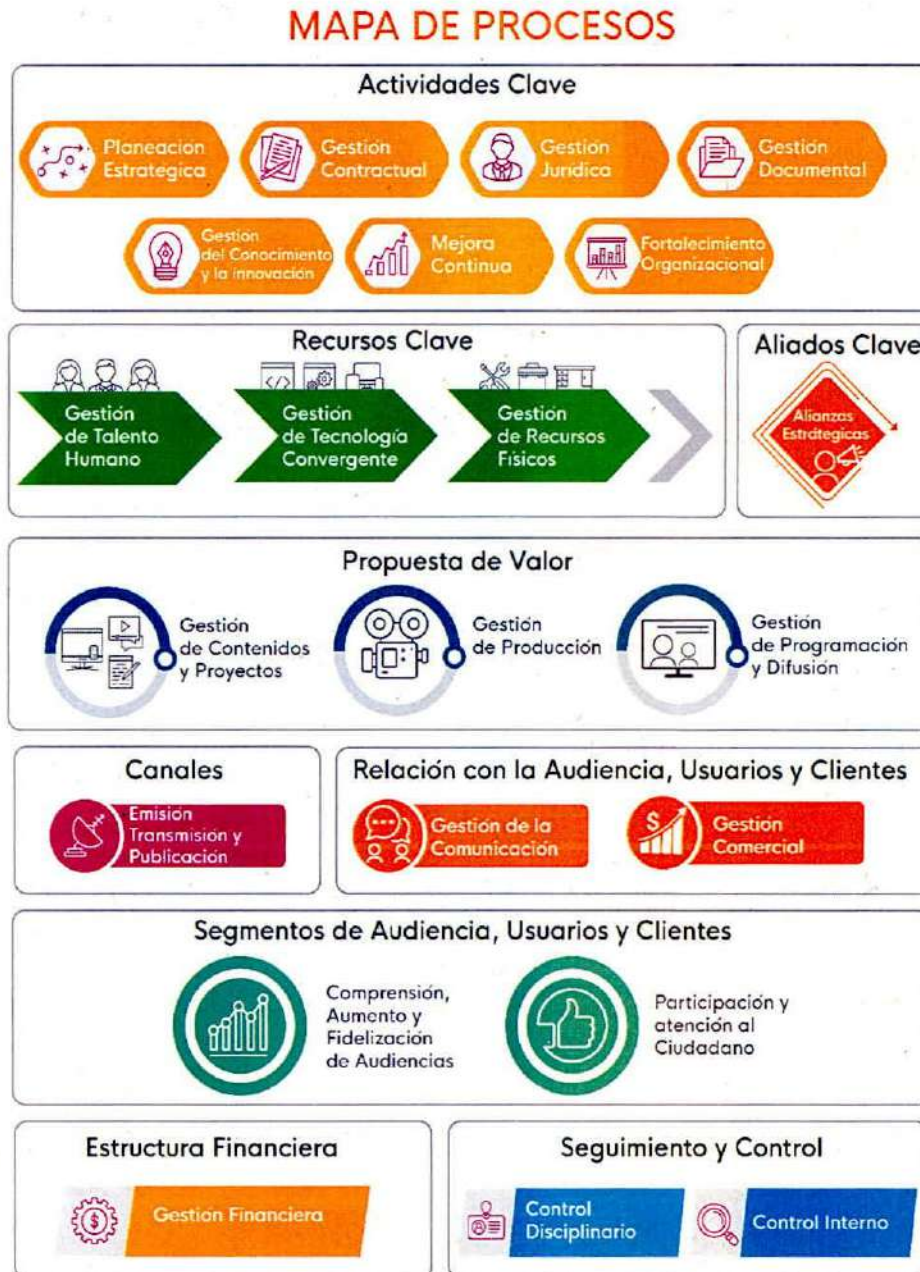 MAPA DE PROCESOS
Actividades Clave
Planeación
Estrategica
Gestión
Contractual
Gestión
Jurídica
Gestión
Documental
Gestión
del Conocimiento
y la innovación
Mejora
Continua
Fortalecimiento
Organizacional
Recursos Clave
Gestión
de Talento
Humano
Gestión
de Tecnología
Convergente
Gestión
de Recursos
Físicos
Aliados Clave
Alianzas
Estrátegicas
Propuesta de Valor
Gestión
de Contenidos
y Proyectos
Gestión
de Producción
Gestión
de Programación
y Difusión
Canales
Emisión
Transmisión y
Publicación
Relación con la Audiencia, Usuarios y Clientes
Gestión de la
Comunicación
$
Gestión
Comercial
Segmentos de Audiencia, Usuarios y Clientes
Comprensión,
Aumento y
Fidelización
de Audiencias
Participación y
atención al
Ciudadano
Estructura Financiera
$
Gestión Financiera
Seguimiento y Control
Control
Disciplinario
Control Interno